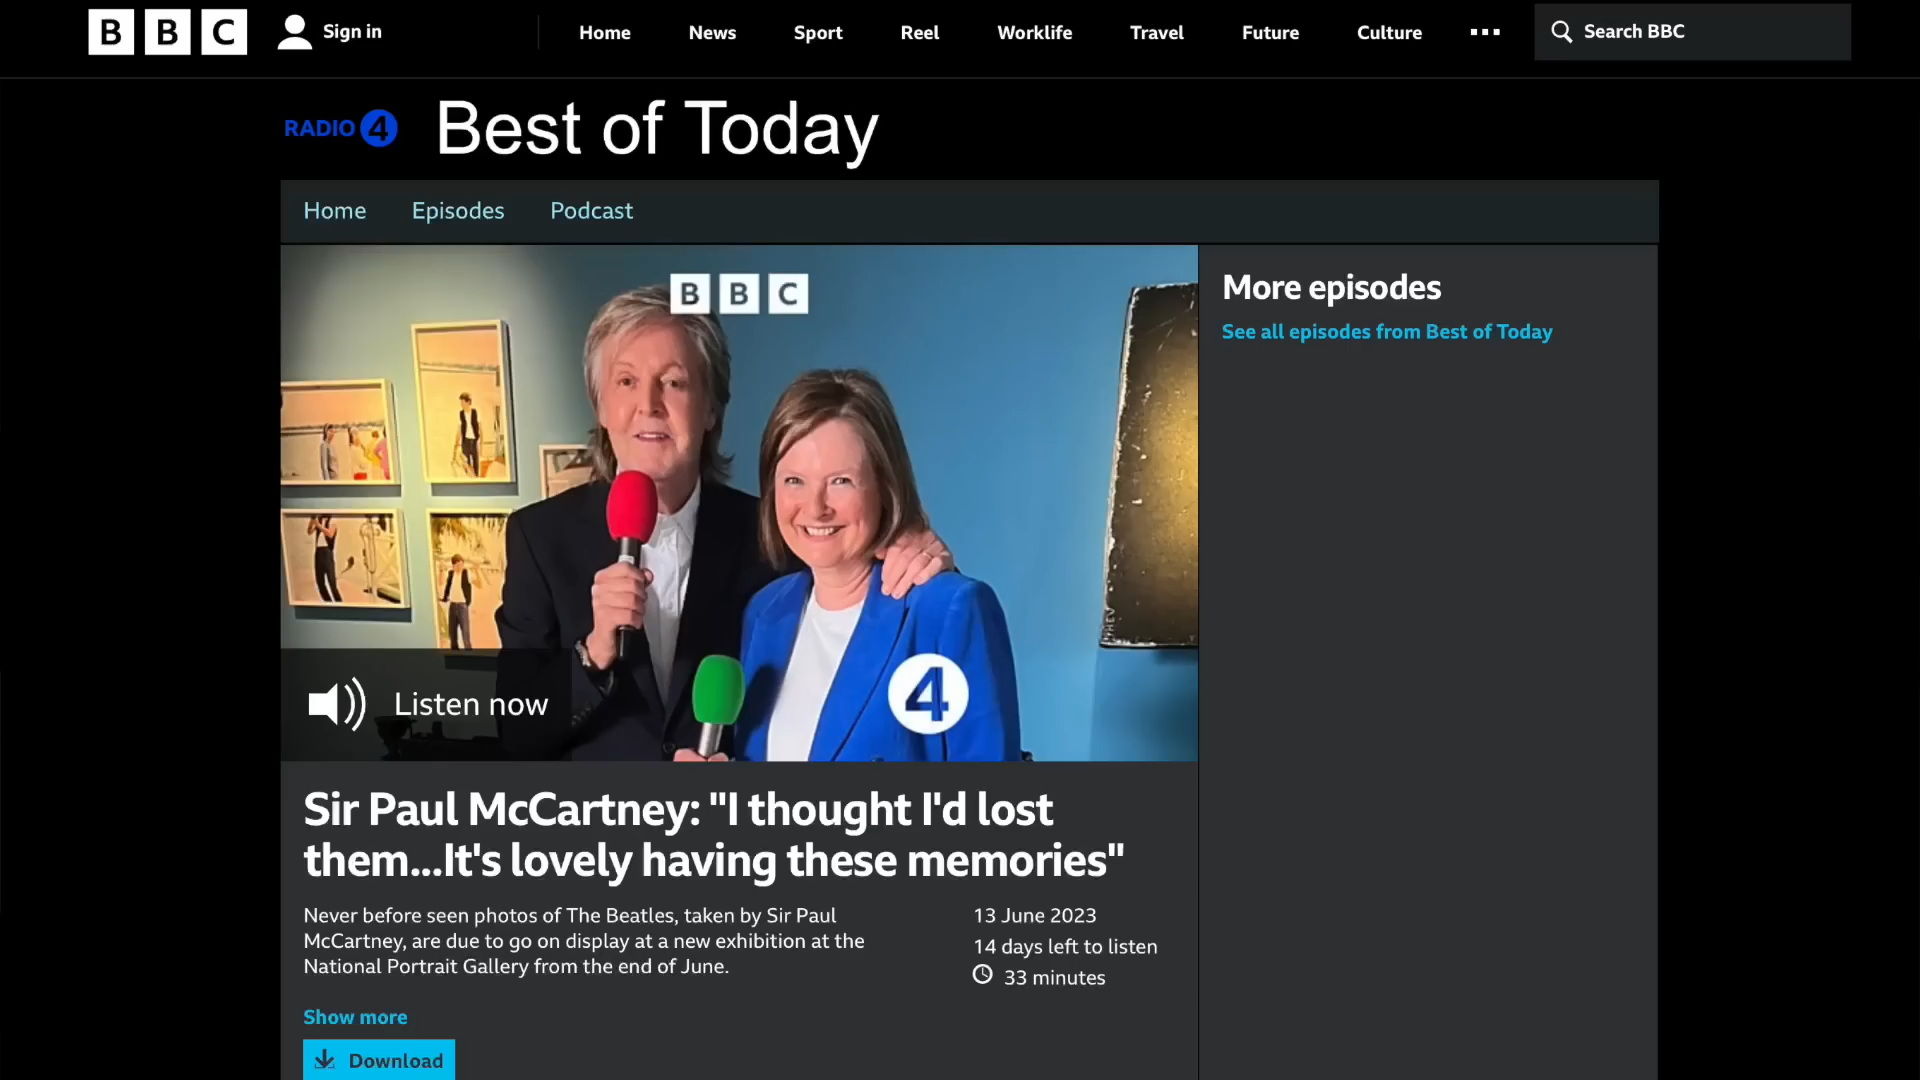 BBC
Sign in
Home
News
Sport
Reel
Worklife
Travel
Future
Culture
Search BBC
RADIO 4
Best of Today
Home
Episodes
Podcast
BBC
4
Listen now
More episodes
See all episodes from Best of Today
Sir Paul McCartney: "I thought I'd lost
them...It's lovely having these memories"
Never before seen photos of The Beatles, taken by Sir Paul
McCartney, are due to go on display at a new exhibition at the
National Portrait Gallery from the end of June.
13 June 2023
14 days left to listen
33 minutes
Show more
Download